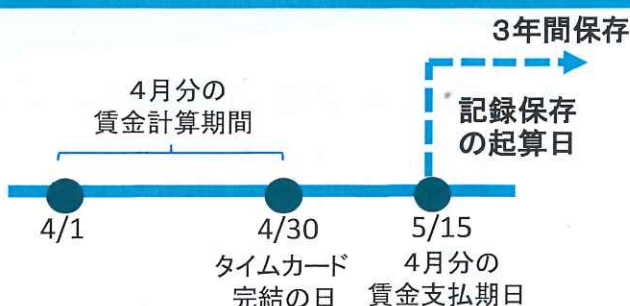 3年間保存
4月分の
賃金計算期間
記録保存
の起算日
4/1
4/30
5/15
タイムカード
完結の日
4月分の
賃金支払期日